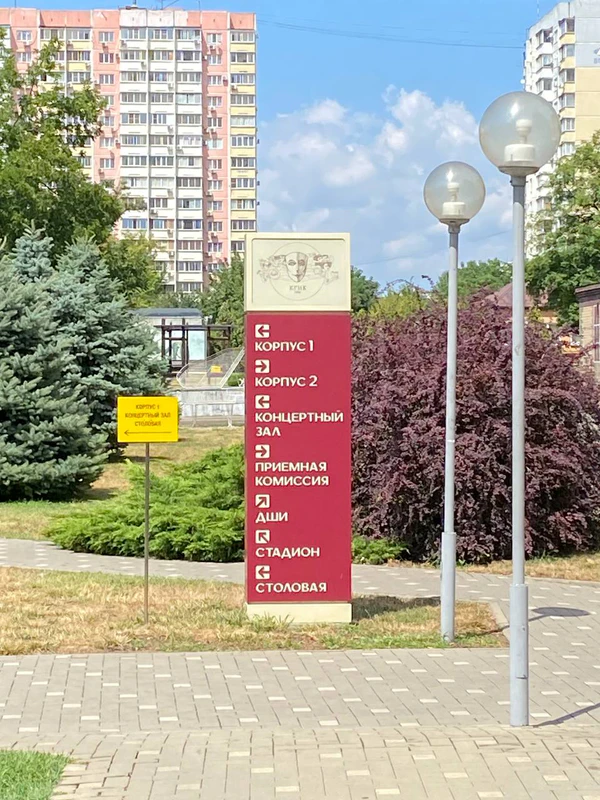 КГИК
КОРПУС 1
КОРПУС 2
КОНЦЕРТНЫЙ
ЗАЛ
ПРИЕМНАЯ
КОМИССИЯ
ДШИ
СТАДИОН
СТОЛОВАЯ
КОРПУС 1
КОНЦЕРТНЫЙ ЗАЛ
СТОЛОВАЯ